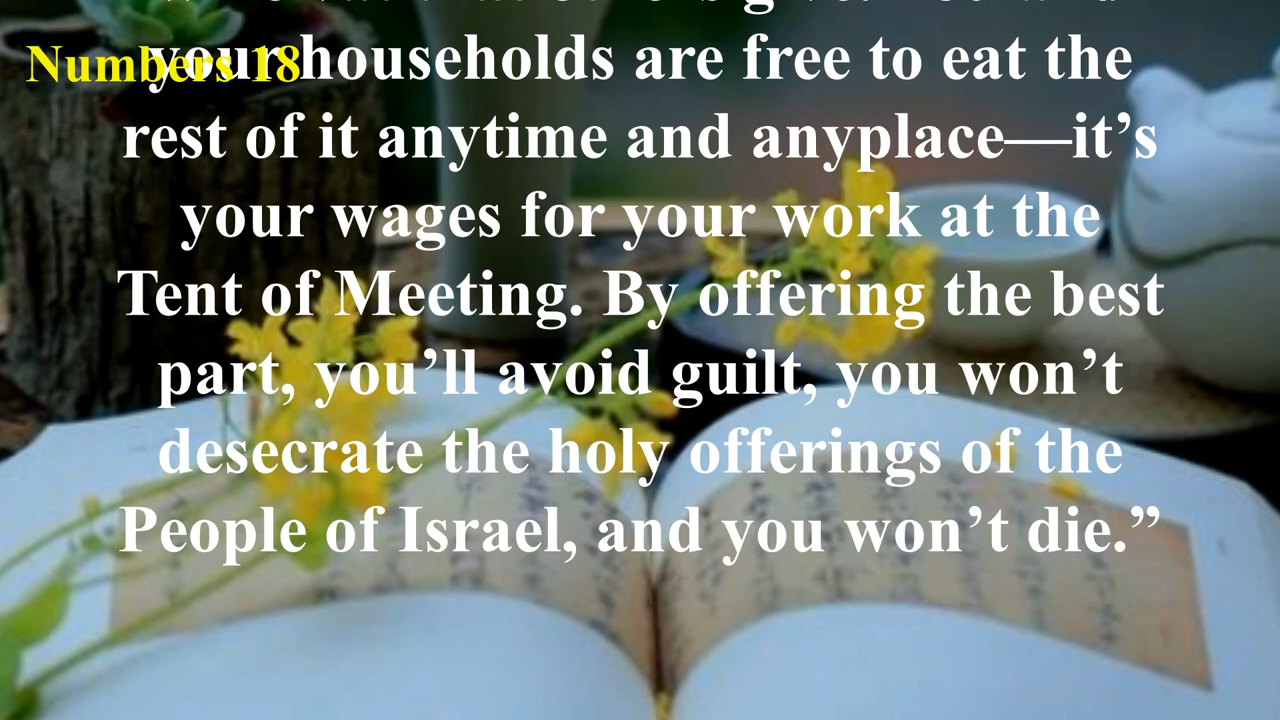 Numbers 18
your households are free to eat the
rest of it anytime and anyplace—it’s
your wages for your work at the
Tent of Meeting. By offering the best
part, you’ll avoid guilt, you won’t
desecrate the holy offerings of the
People of Israel, and you won’t die.”